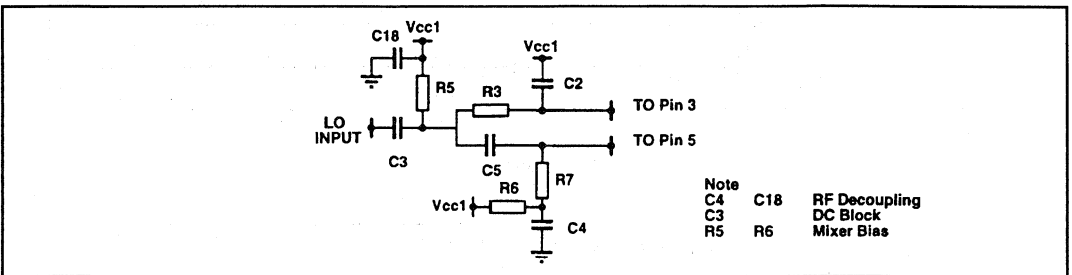 C18
Vcc1
Vcc1
R5
R3
C2
TO Pin 3
LO
INPUT
TO Pin 5
C3
C5
R7
R6
Vcc1
C4
Note
C4 C18 RF Decoupling
C3 DC Block
R5 R6 Mixer Bias